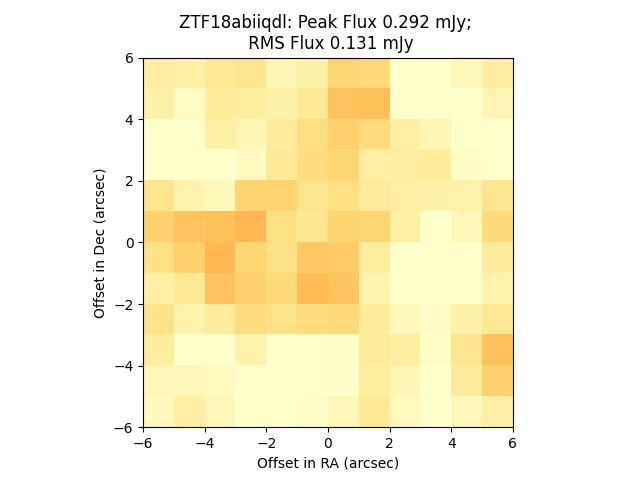 ZTF18abiiqdl: Peak Flux 0.292 mJy;
RMS Flux 0.131 mJy
6
4
2
0
−2
−4
−6
Offset in Dec (arcsec)
−6 −4 −2 0 2 4 6
Offset in RA (arcsec)